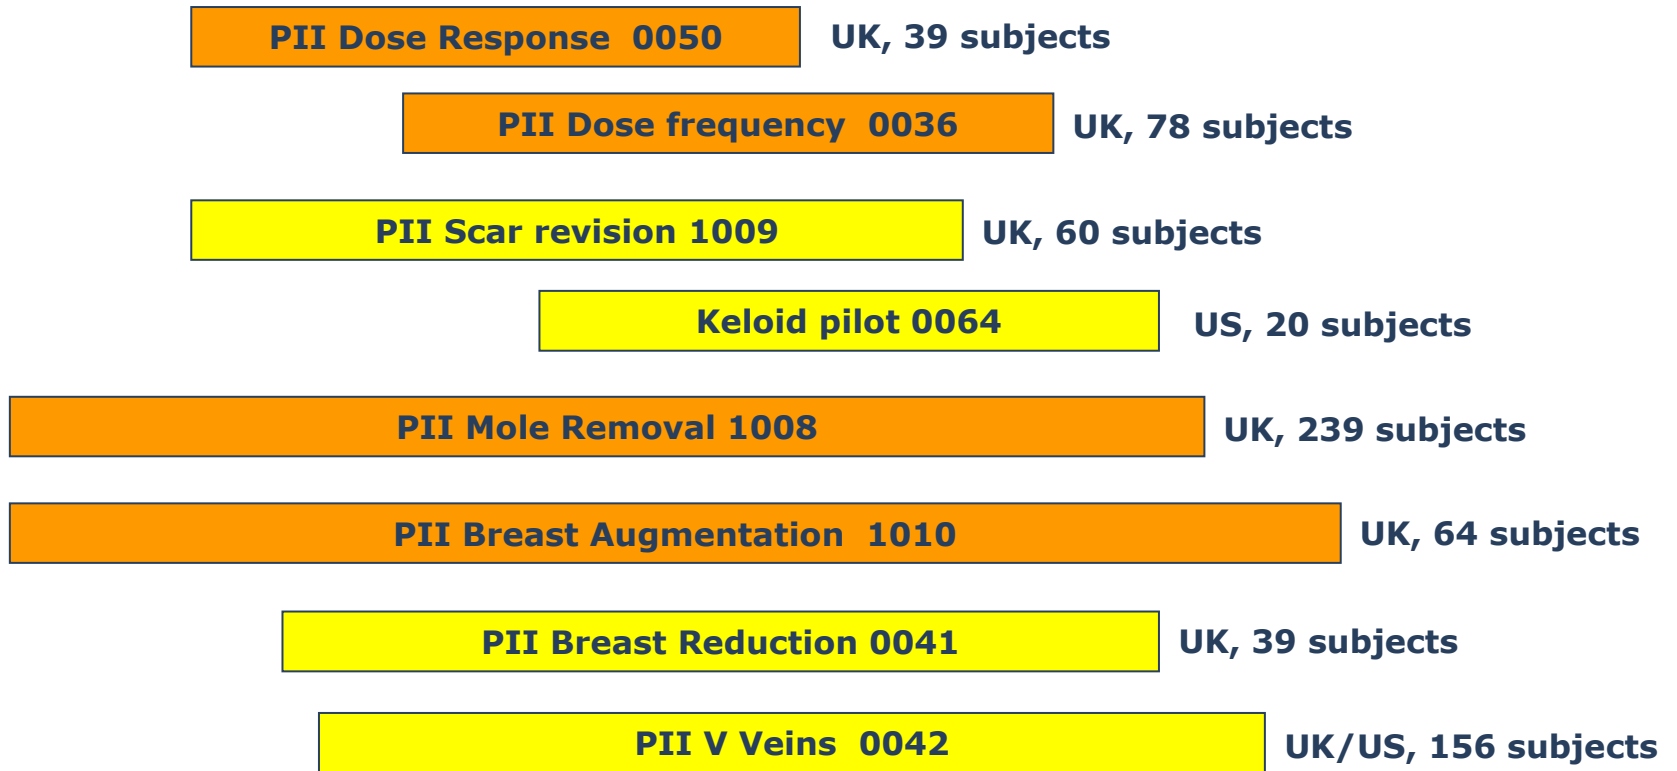 PII Dose Response 0050 UK, 39 subjects
PII Dose frequency 0036 UK, 78 subjects
PII Scar revision 1009 UK, 60 subjects
Keloid pilot 0064 US, 20 subjects
PII Mole Removal 1008 UK, 239 subjects
PII Breast Augmentation 1010 UK, 64 subjects
PII Breast Reduction 0041 UK, 39 subjects
PII V Veins 0042 UK/US, 156 subjects